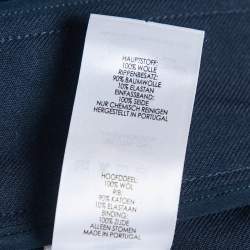 HAUPTSTOFF:
100% WOLLE
RIPPENBESATZ:
90% BAUMWOLLE
10% ELASTAN
EINFASSBAND:
100% SEIDE
NUR CHEMISCH REINIGEN
HERGESTELLT IN PORTUGAL
HOOFDDEEL:
100% WOL
RIB:
90% KATOEN
10% ELASTAAN
BINDING:
100% ZIJDE
ALLEEN STOMEN
MADE IN PORTUGAL